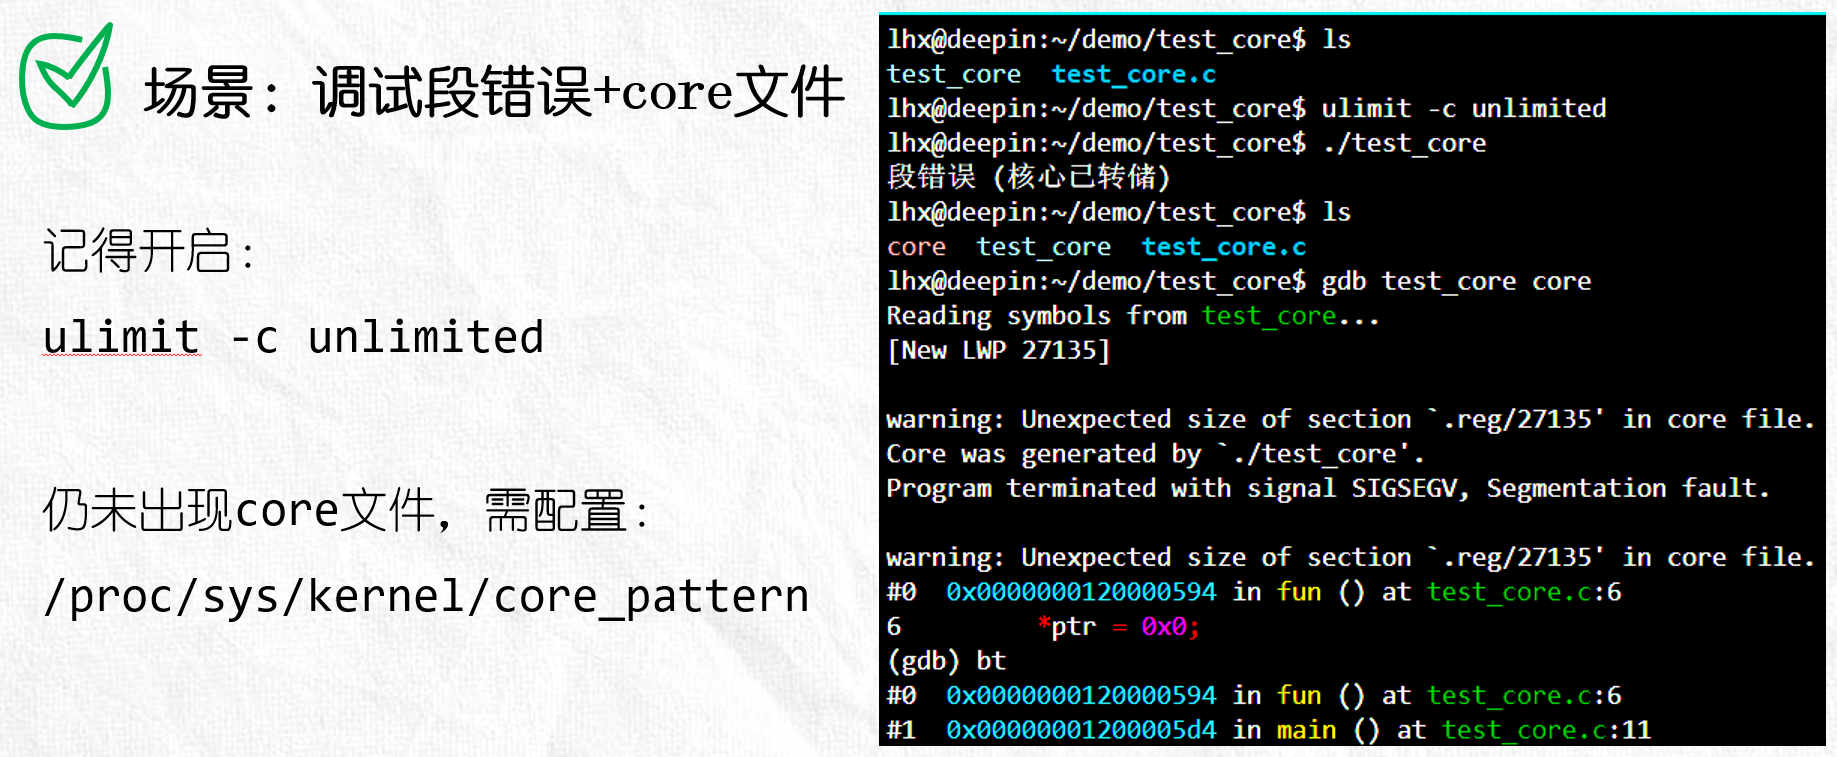 场景：调试段错误+core文件
记得开启：
ulimit -c unlimited
仍未出现core文件，需配置：
/proc/sys/kernel/core_pattern
lhx@deepin:~/demo/test_core$ ls
test_core  test_core.c
lhx@deepin:~/demo/test_core$ ulimit -c unlimited
lhx@deepin:~/demo/test_core$ ./test_core
段错误 (核心已转储)
lhx@deepin:~/demo/test_core$ ls
core  test_core  test_core.c
lhx@deepin:~/demo/test_core$ gdb test_core core
Reading symbols from test_core...
[New LWP 27135]
warning: Unexpected size of section `.reg/27135' in core file.
Core was generated by `./test_core'.
Program terminated with signal SIGSEGV, Segmentation fault.
warning: Unexpected size of section `.reg/27135' in core file.
#0  0x0000000120000594 in fun () at test_core.c:6
6         *ptr = 0x0;
(gdb) bt
#0  0x0000000120000594 in fun () at test_core.c:6
#1  0x00000001200005d4 in main () at test_core.c:11